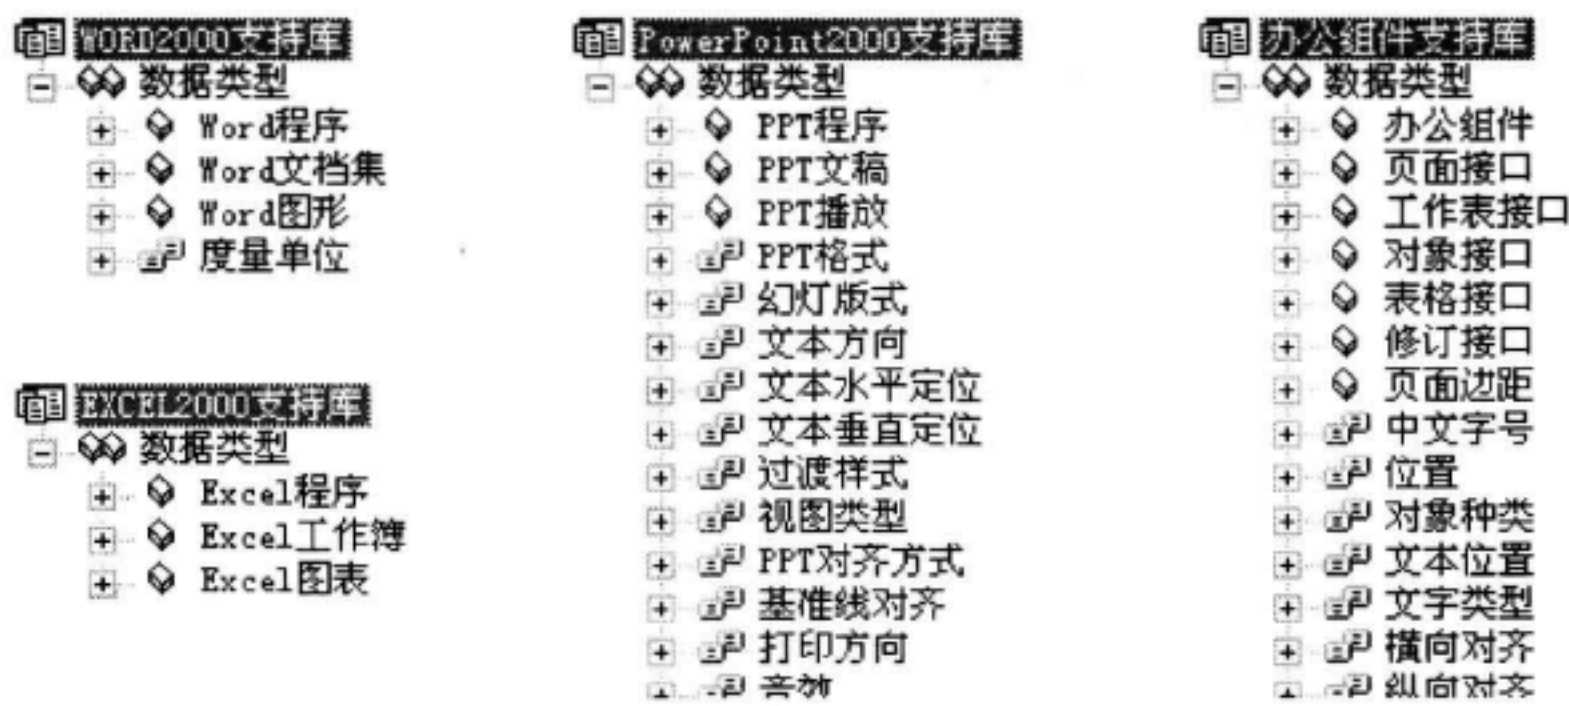 WORD2000支持库
数据类型
Word程序
Word文档集
Word图形
度量单位
EXCEL2000支持库
数据类型
Excel程序
Excel工作簿
Excel图表
PowerPoint2000支持库
数据类型
PPT程序
PPT文稿
PPT播放
PPT格式
幻灯版式
文本方向
文本水平定位
文本垂直定位
过渡样式
视图类型
PPT对齐方式
基准线对齐
打印方向
音效
办公组件支持库
数据类型
办公组件
页面接口
工作表接口
对象接口
表格接口
修订接口
页面边距
中文字号
位置
对象种类
文本位置
文字类型
横向对齐
纵向对齐